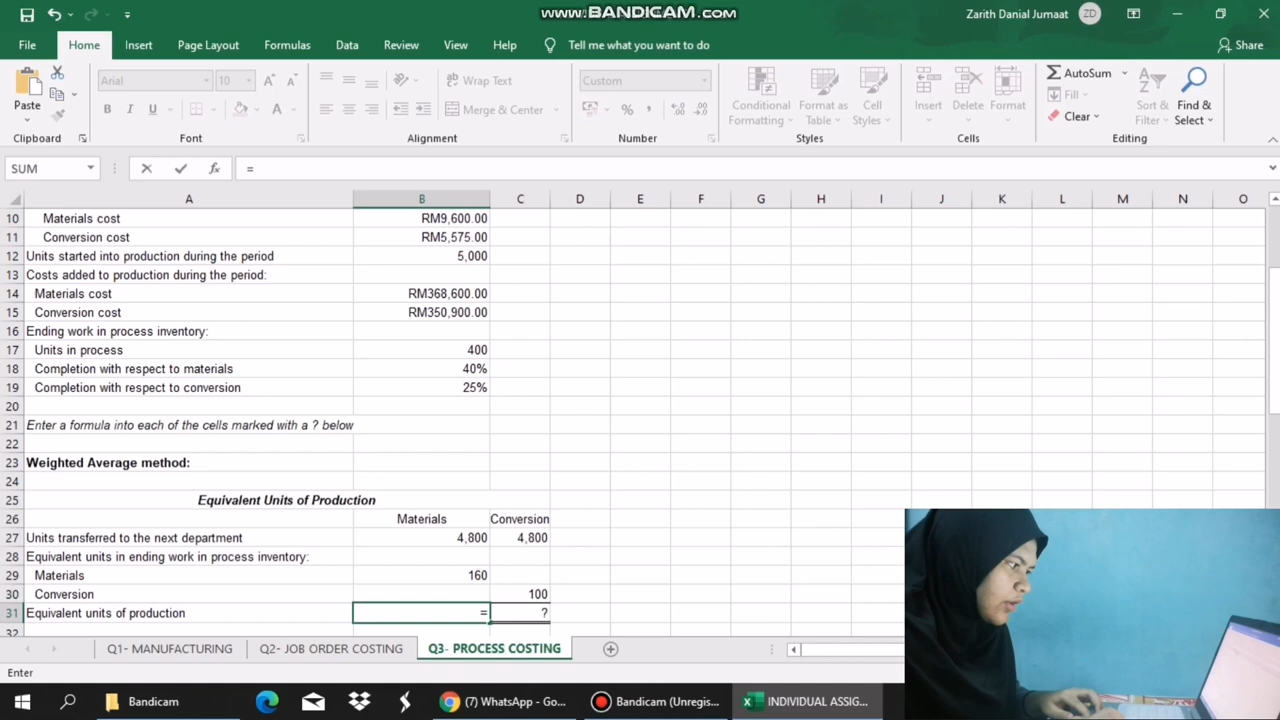 www.BANDICAM.com
Zarith Danial Jumaat ZD
File Home Insert Page Layout Formulas Data Review View Help Tell me what you want to do Share
Paste
Arial 10
Wrap Text
Merge & Center
Custom
Conditional Formatting
Format as Table
Cell Styles
Insert Delete Format
AutoSum
Fill
Clear
Sort & Filter
Find & Select
Clipboard Font Alignment Number Styles Cells Editing
SUM fx =
A B C D E F G H I J K L M N O
10 Materials cost RM9,600.00
11 Conversion cost RM5,575.00
12 Units started into production during the period 5,000
13 Costs added to production during the period:
14 Materials cost RM368,600.00
15 Conversion cost RM350,900.00
16 Ending work in process inventory:
17 Units in process 400
18 Completion with respect to materials 40%
19 Completion with respect to conversion 25%
20
21 Enter a formula into each of the cells marked with a ? below
22
23 Weighted Average method:
24
25 Equivalent Units of Production
26 Materials Conversion
27 Units transferred to the next department 4,800 4,800
28 Equivalent units in ending work in process inventory:
29 Materials 160
30 Conversion 100
31 Equivalent units of production = ?
32
Q1- MANUFACTURING Q2- JOB ORDER COSTING Q3- PROCESS COSTING
Enter
Bandicam (7) WhatsApp - Go... Bandicam (Unregis... INDIVIDUAL ASSIG...